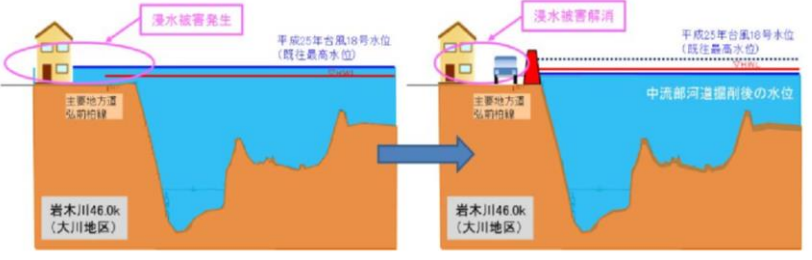 浸水被害発生
平成25年台風18号水位
(既往最高水位)
▽HWL
主要地方道
弘前柏線
岩木川46.0k
(大川地区)
浸水被害解消
平成25年台風18号水位
(既往最高水位)
▽HWL
中流部河道掘削後の水位
主要地方道
弘前柏線
岩木川46.0k
(大川地区)